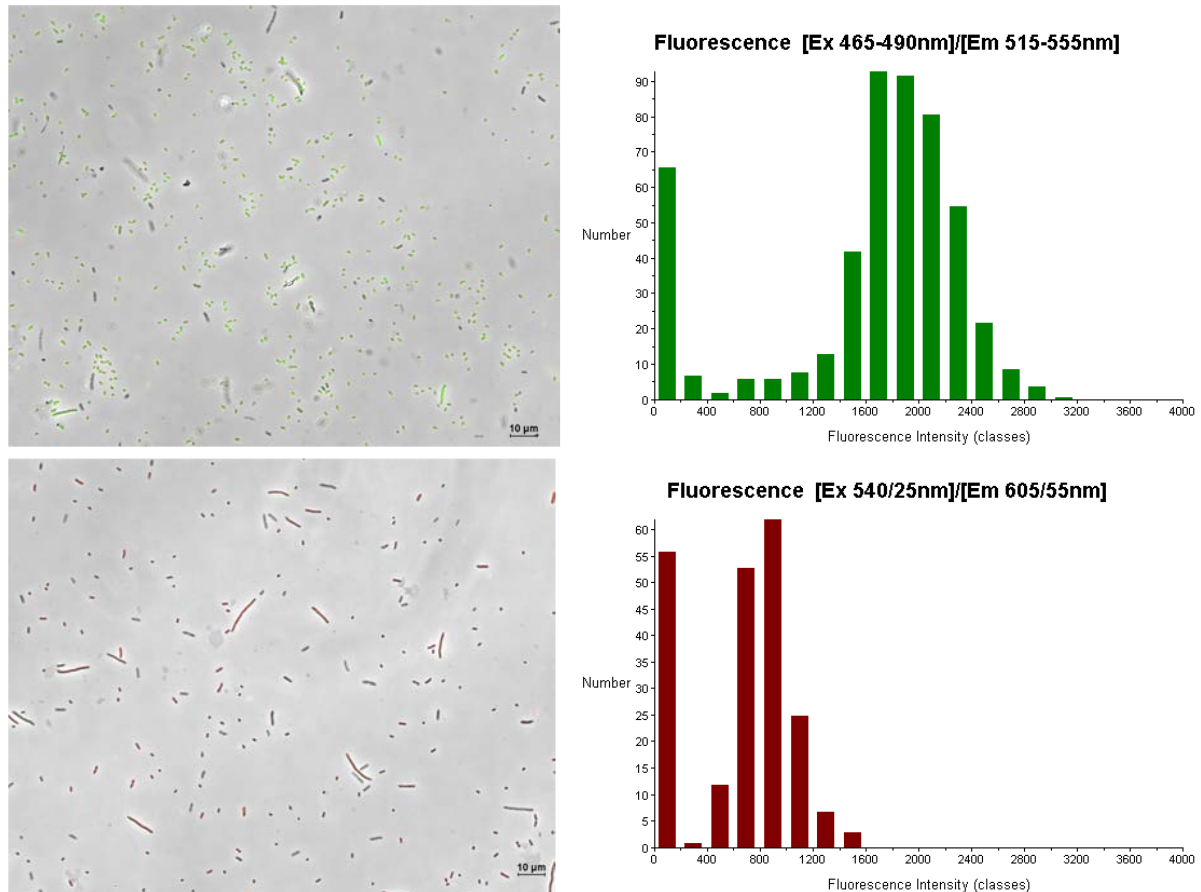 10 µm
Fluorescence [Ex 465-490nm]/[Em 515-555nm]
90
80
70
60
50
Number
40
30
20
10
0
0 400 800 1200 1600 2000 2400 2800 3200 3600 4000
Fluorescence Intensity (classes)
10 µm
Fluorescence [Ex 540/25nm]/[Em 605/55nm]
60
55
50
45
40
35
Number
30
25
20
15
10
5
0
0 400 800 1200 1600 2000 2400 2800 3200 3600 4000
Fluorescence Intensity (classes)